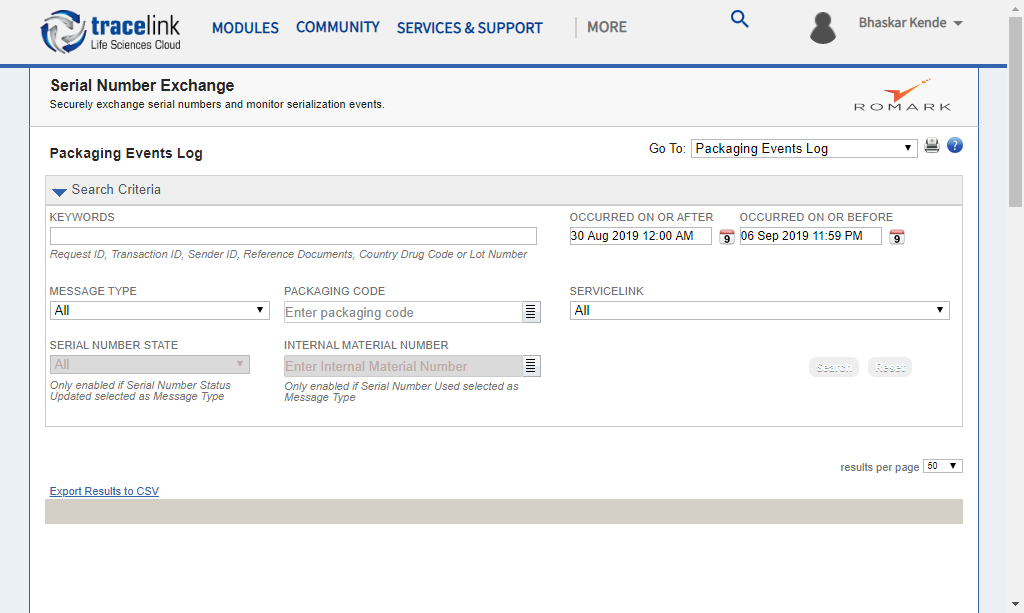 tracelink
Life Sciences Cloud
MODULES COMMUNITY SERVICES & SUPPORT MORE
Bhaskar Kende
Serial Number Exchange
Securely exchange serial numbers and monitor serialization events.
ROMARK
Packaging Events Log
Go To: Packaging Events Log ?
Search Criteria
KEYWORDS OCCURRED ON OR AFTER OCCURRED ON OR BEFORE
30 Aug 2019 12:00 AM 9 06 Sep 2019 11:59 PM 9
Request ID, Transaction ID, Sender ID, Reference Documents, Country Drug Code or Lot Number
MESSAGE TYPE PACKAGING CODE SERVICELINK
All Enter packaging code All
SERIAL NUMBER STATE INTERNAL MATERIAL NUMBER
All Enter Internal Material Number Search Reset
Only enabled if Serial Number Status
Updated selected as Message Type
Only enabled if Serial Number Used selected as
Message Type
results per page 50
Export Results to CSV